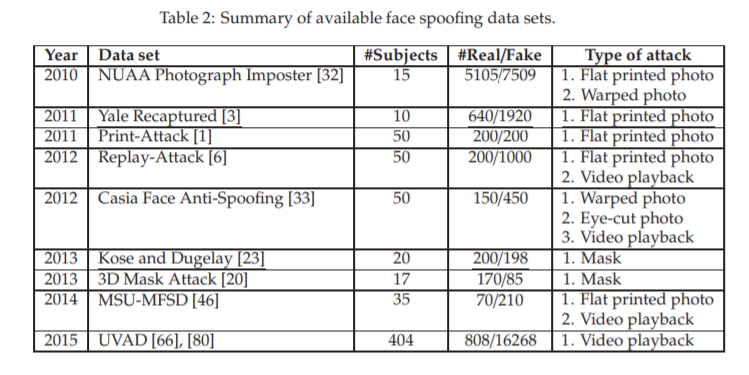 Table 2: Summary of available face spoofing data sets.
Year Data set #Subjects #Real/Fake Type of attack
2010 NUAA Photograph Imposter [32] 15 5105/7509 1. Flat printed photo
2. Warped photo
2011 Yale Recaptured [3] 10 640/1920 1. Flat printed photo
2011 Print-Attack [1] 50 200/200 1. Flat printed photo
2012 Replay-Attack [6] 50 200/1000 1. Flat printed photo
2. Video playback
2012 Casia Face Anti-Spoofing [33] 50 150/450 1. Warped photo
2. Eye-cut photo
3. Video playback
2013 Kose and Dugelay [23] 20 200/198 1. Mask
2013 3D Mask Attack [20] 17 170/85 1. Mask
2014 MSU-MFSD [46] 35 70/210 1. Flat printed photo
2. Video playback
2015 UVAD [66], [80] 404 808/16268 1. Video playback